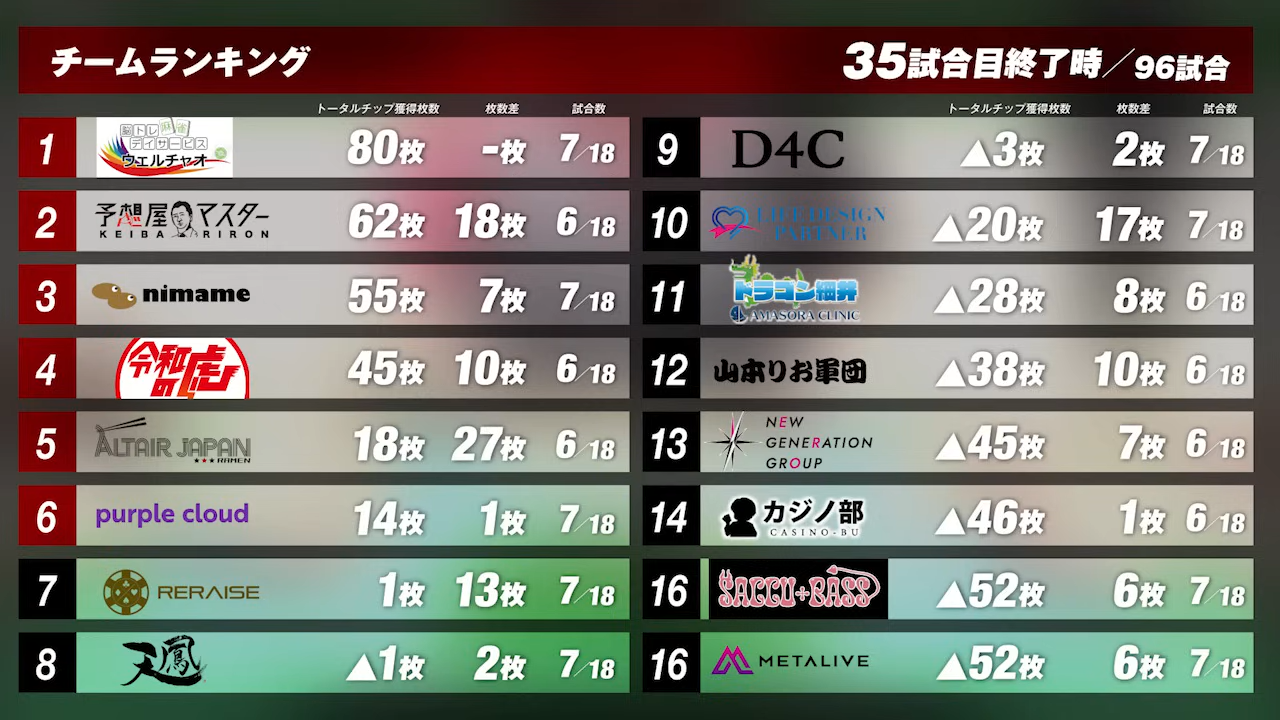 チームランキング
35試合目終了時/96試合
トータルチップ獲得枚数 枚数差 試合数
1 脳トレ麻雀デイサービスウェルチャオ 80枚 -枚 7/18
2 予想屋マスター KEIBA RIRON 62枚 18枚 6/18
3 nimame 55枚 7枚 7/18
4 令和の虎 45枚 10枚 6/18
5 ALTAIR JAPAN RAMEN 18枚 27枚 6/18
6 purple cloud 14枚 1枚 7/18
7 RERAISE 1枚 13枚 7/18
8 天鳳 ▲1枚 2枚 7/18
トータルチップ獲得枚数 枚数差 試合数
9 D4C ▲3枚 2枚 7/18
10 LIFE DESIGN PARTNER ▲20枚 17枚 7/18
11 ドラゴン細井 AMASORA CLINIC ▲28枚 8枚 6/18
12 山本りお軍団 ▲38枚 10枚 6/18
13 NEW GENERATION GROUP ▲45枚 7枚 6/18
14 カジノ部 CASINO-BU ▲46枚 1枚 6/18
16 SACCU+BASS ▲52枚 6枚 7/18
16 METALIVE ▲52枚 6枚 7/18